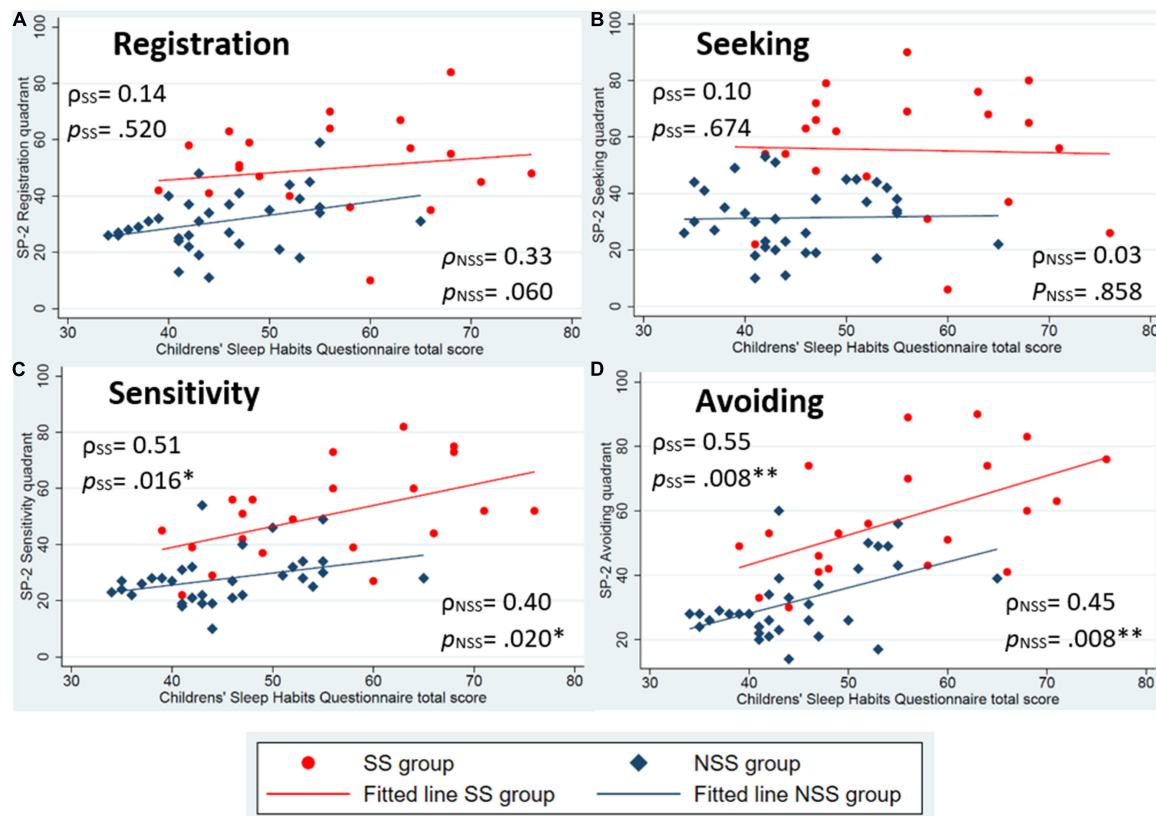 A
Registration
ρSS= 0.14
pSS= .520
ρNSS= 0.33
pNSS= .060
SP-2 Registration quadrant
0 20 40 60 80 100
30 40 50 60 70 80
Childrens' Sleep Habits Questionnaire total score
B
Seeking
ρSS= 0.10
pSS= .674
ρNSS= 0.03
PNSS= .858
SP-2 Seeking quadrant
0 20 40 60 80 100
30 40 50 60 70 80
Childrens' Sleep Habits Questionnaire total score
C
Sensitivity
ρSS= 0.51
pSS= .016*
ρNSS= 0.40
pNSS= .020*
SP-2 Sensitivity quadrant
0 20 40 60 80 100
30 40 50 60 70 80
Childrens' Sleep Habits Questionnaire total score
D
Avoiding
ρSS= 0.55
pSS= .008**
ρNSS= 0.45
pNSS= .008**
SP-2 Avoiding quadrant
20 40 60 80 100
30 40 50 60 70 80
Childrens' Sleep Habits Questionnaire total score
SS group
NSS group
Fitted line SS group
Fitted line NSS group